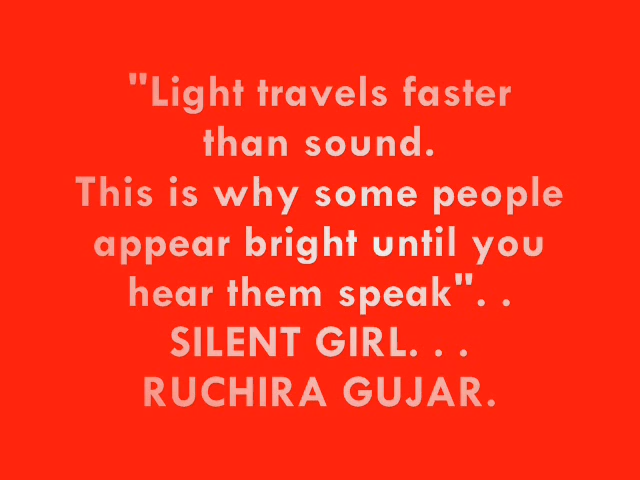 "Light travels faster
than sound.
This is why some people
appear bright until you
hear them speak". .
SILENT GIRL. . .
RUCHIRA GUJAR.